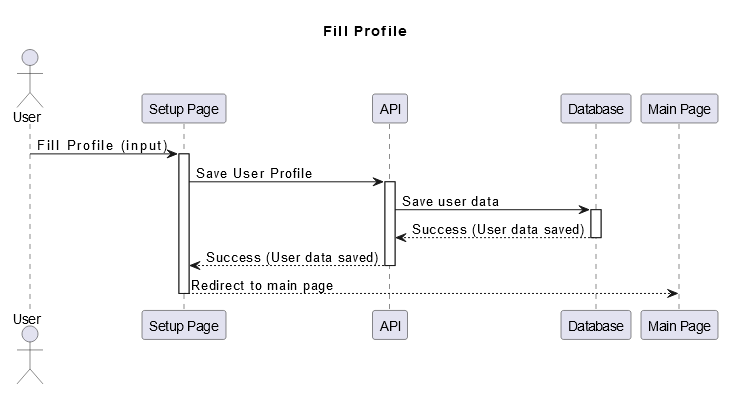 Fill Profile
User
Setup Page
API
Database
Main Page
Fill Profile (input)
Save User Profile
Save user data
Success (User data saved)
Success (User data saved)
Redirect to main page
User
Setup Page
API
Database
Main Page